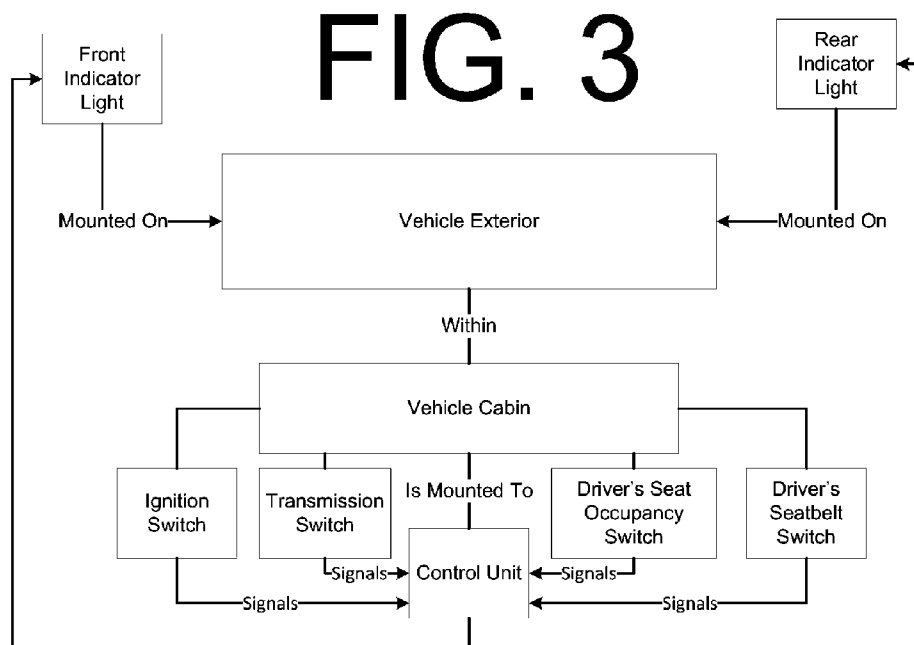 FIG. 3
Front
Indicator
Light
Rear
Indicator
Light
Mounted On
Vehicle Exterior
Mounted On
Within
Vehicle Cabin
Ignition
Switch
Transmission
Switch
Is Mounted To
Driver's Seat
Occupancy
Switch
Driver's
Seatbelt
Switch
Signals
Control Unit
Signals
Signals
Signals